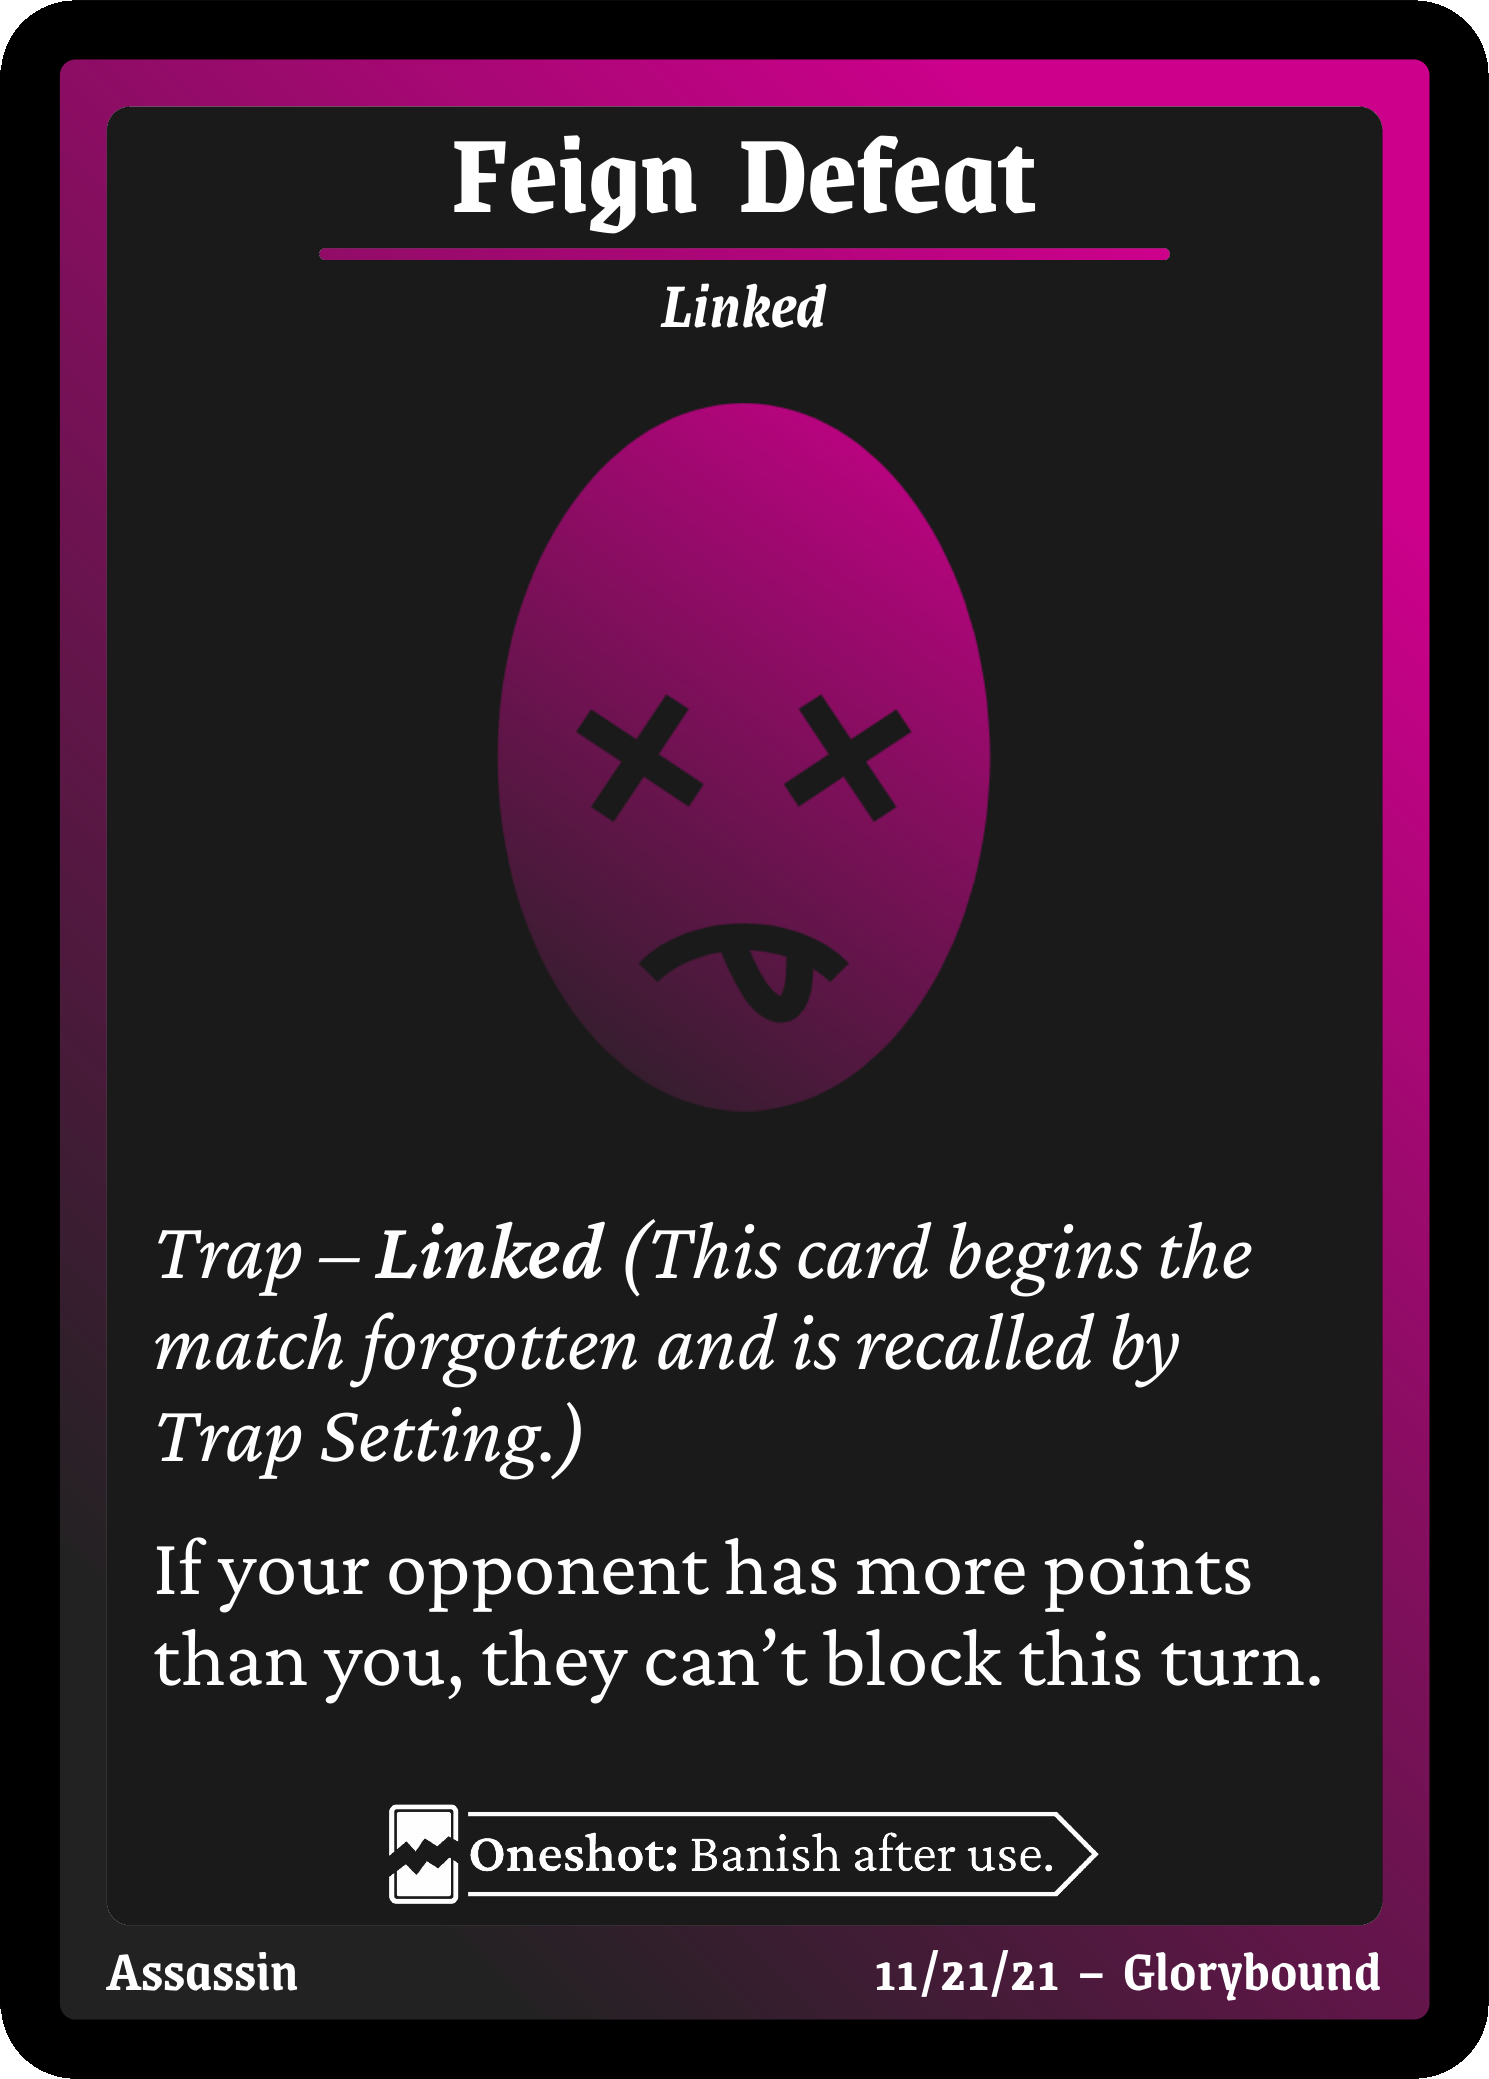 Feign Defeat
Linked
Trap – Linked (This card begins the
match forgotten and is recalled by
Trap Setting.)
If your opponent has more points
than you, they can’t block this turn.
Oneshot: Banish after use.
Assassin
11/21/21 – Glorybound